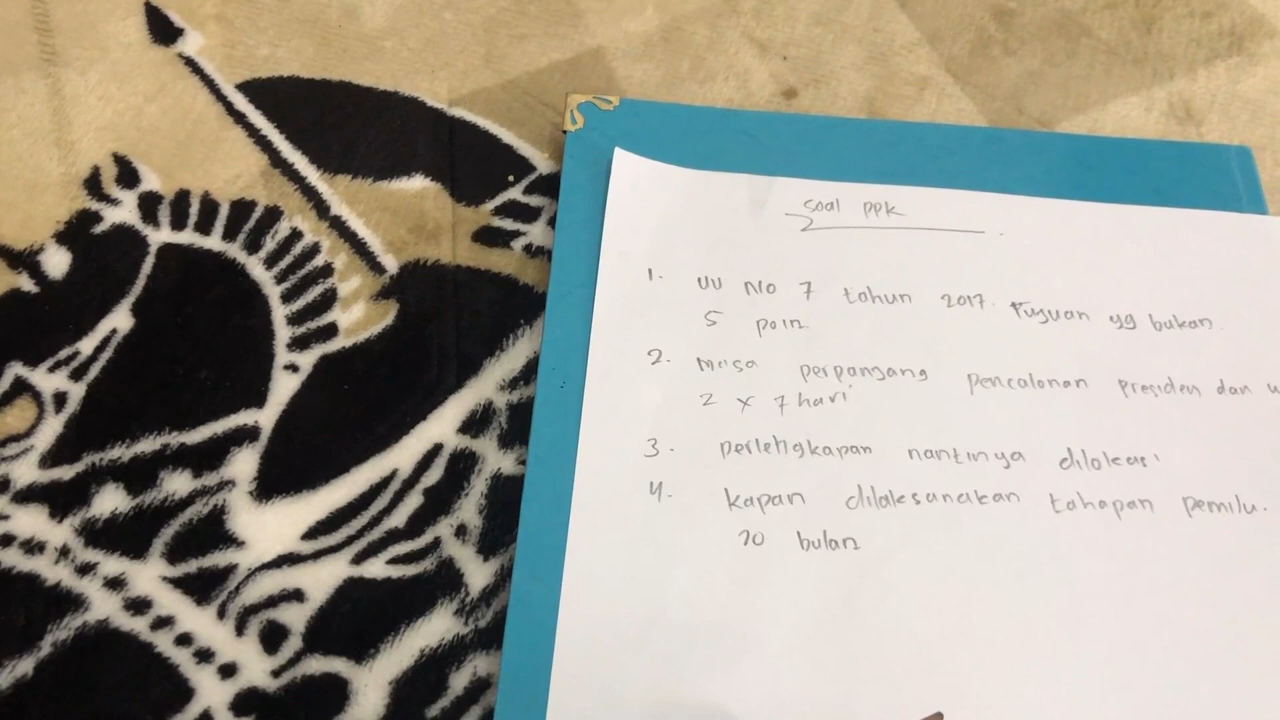 soal ppk
1. UU No 7 tahun 2017. Tujuan yg bukan.
5 poin.
2. Masa perpanjang pencalonan presiden dan
2 x 7 hari
3. perlengkapan nantinya dilokasi
4. kapan dilaksanakan tahapan pemilu.
20 bulan